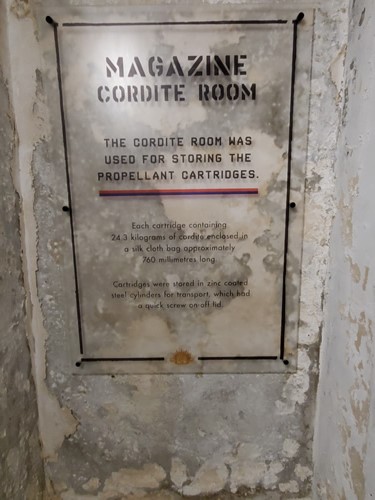 MAGAZINE
CORDITE ROOM
THE CORDITE ROOM WAS
USED FOR STORING THE
PROPELLANT CARTRIDGES.
Each cartridge containing
24.3 kilograms of cordite enclosed in
a silk cloth bag approximately
760 millimetres long.
Cartridges were stored in zinc coated
steel cylinders for transport, which had
a quick screw on-off lid.